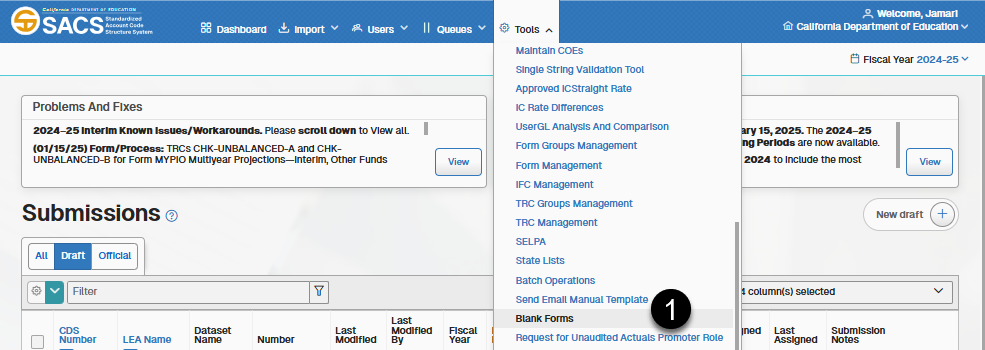 California DEPARTMENT OF EDUCATION
SACS Standardized Account Code Structure System
Dashboard Import Users Queues Tools
Welcome, Jamari
California Department of Education
Fiscal Year 2024-25
Maintain COEs
Single String Validation Tool
Approved ICStraight Rate
IC Rate Differences
UserGL Analysis And Comparison
Form Groups Management
Form Management
IFC Management
TRC Groups Management
TRC Management
SELPA
State Lists
Batch Operations
Send Email Manual Template
Blank Forms
1
Request for Unaudited Actuals Promoter Role
Problems And Fixes
2024–25 Interim Known Issues/Workarounds. Please scroll down to View all.
(01/15/25) Form/Process: TRCs CHK-UNBALANCED-A and CHK-
UNBALANCED-B for Form MYPIO Multiyear Projections—Interim, Other Funds
View
ary 15, 2025. The 2024–25
ng Periods are now available.
2024 to include the most
View
Submissions ?
New draft +
All Draft Official
Filter
4 column(s) selected
CDS Number
LEA Name
Dataset Name
Number
Last Modified
Last Modified By
Fiscal Year
gned
Last Assigned
Submission Notes